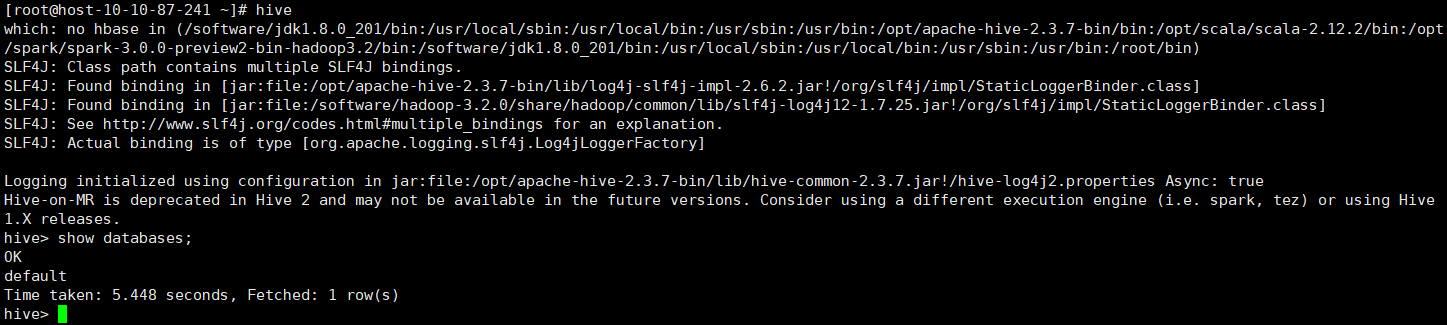 [root@host-10-10-87-241 ~]# hive
which: no hbase in (/software/jdk1.8.0_201/bin:/usr/local/sbin:/usr/local/bin:/usr/sbin:/usr/bin:/opt/apache-hive-2.3.7-bin/bin:/opt/scala/scala-2.12.2/bin:/opt
/spark/spark-3.0.0-preview2-bin-hadoop3.2/bin:/software/jdk1.8.0_201/bin:/usr/local/sbin:/usr/local/bin:/usr/sbin:/usr/bin:/root/bin)
SLF4J: Class path contains multiple SLF4J bindings.
SLF4J: Found binding in [jar:file:/opt/apache-hive-2.3.7-bin/lib/log4j-slf4j-impl-2.6.2.jar!/org/slf4j/impl/StaticLoggerBinder.class]
SLF4J: Found binding in [jar:file:/software/hadoop-3.2.0/share/hadoop/common/lib/slf4j-log4j12-1.7.25.jar!/org/slf4j/impl/StaticLoggerBinder.class]
SLF4J: See http://www.slf4j.org/codes.html#multiple_bindings for an explanation.
SLF4J: Actual binding is of type [org.apache.logging.slf4j.Log4jLoggerFactory]

Logging initialized using configuration in jar:file:/opt/apache-hive-2.3.7-bin/lib/hive-common-2.3.7.jar!/hive-log4j2.properties Async: true
Hive-on-MR is deprecated in Hive 2 and may not be available in the future versions. Consider using a different execution engine (i.e. spark, tez) or using Hive
1.X releases.
hive> show databases;
OK
default
Time taken: 5.448 seconds, Fetched: 1 row(s)
hive>